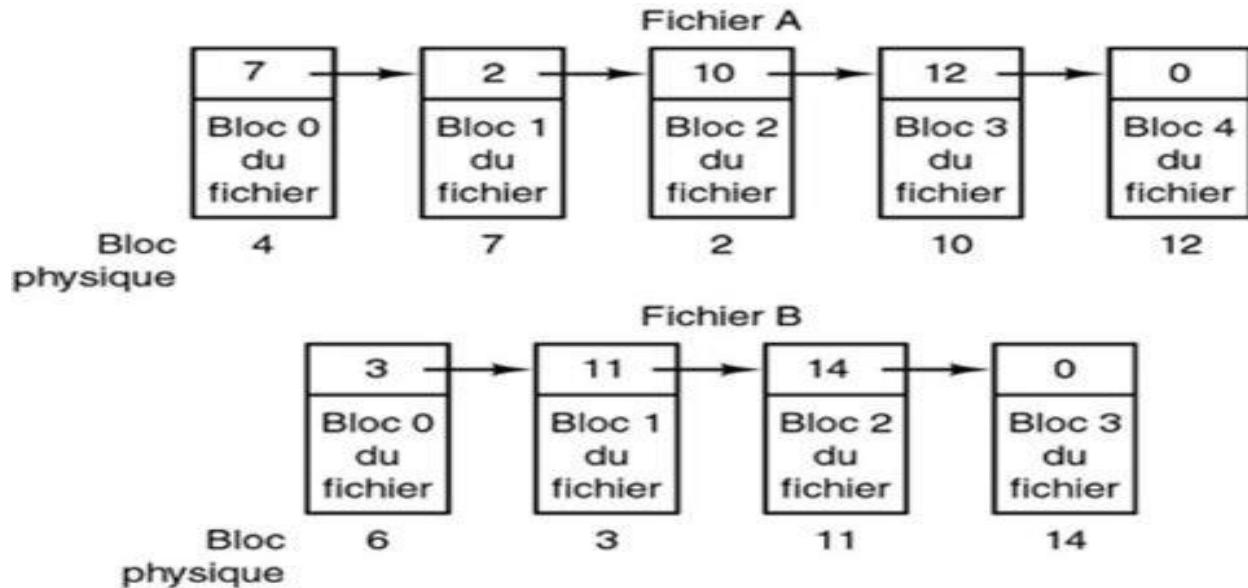 Fichier A
7 2 10 12 0
Bloc 0 Bloc 1 Bloc 2 Bloc 3 Bloc 4
du du du du du
fichier fichier fichier fichier fichier
Bloc 4 7 2 10 12
physique
Fichier B
3 11 14 0
Bloc 0 Bloc 1 Bloc 2 Bloc 3
du du du du
fichier fichier fichier fichier
Bloc 6 3 11 14
physique